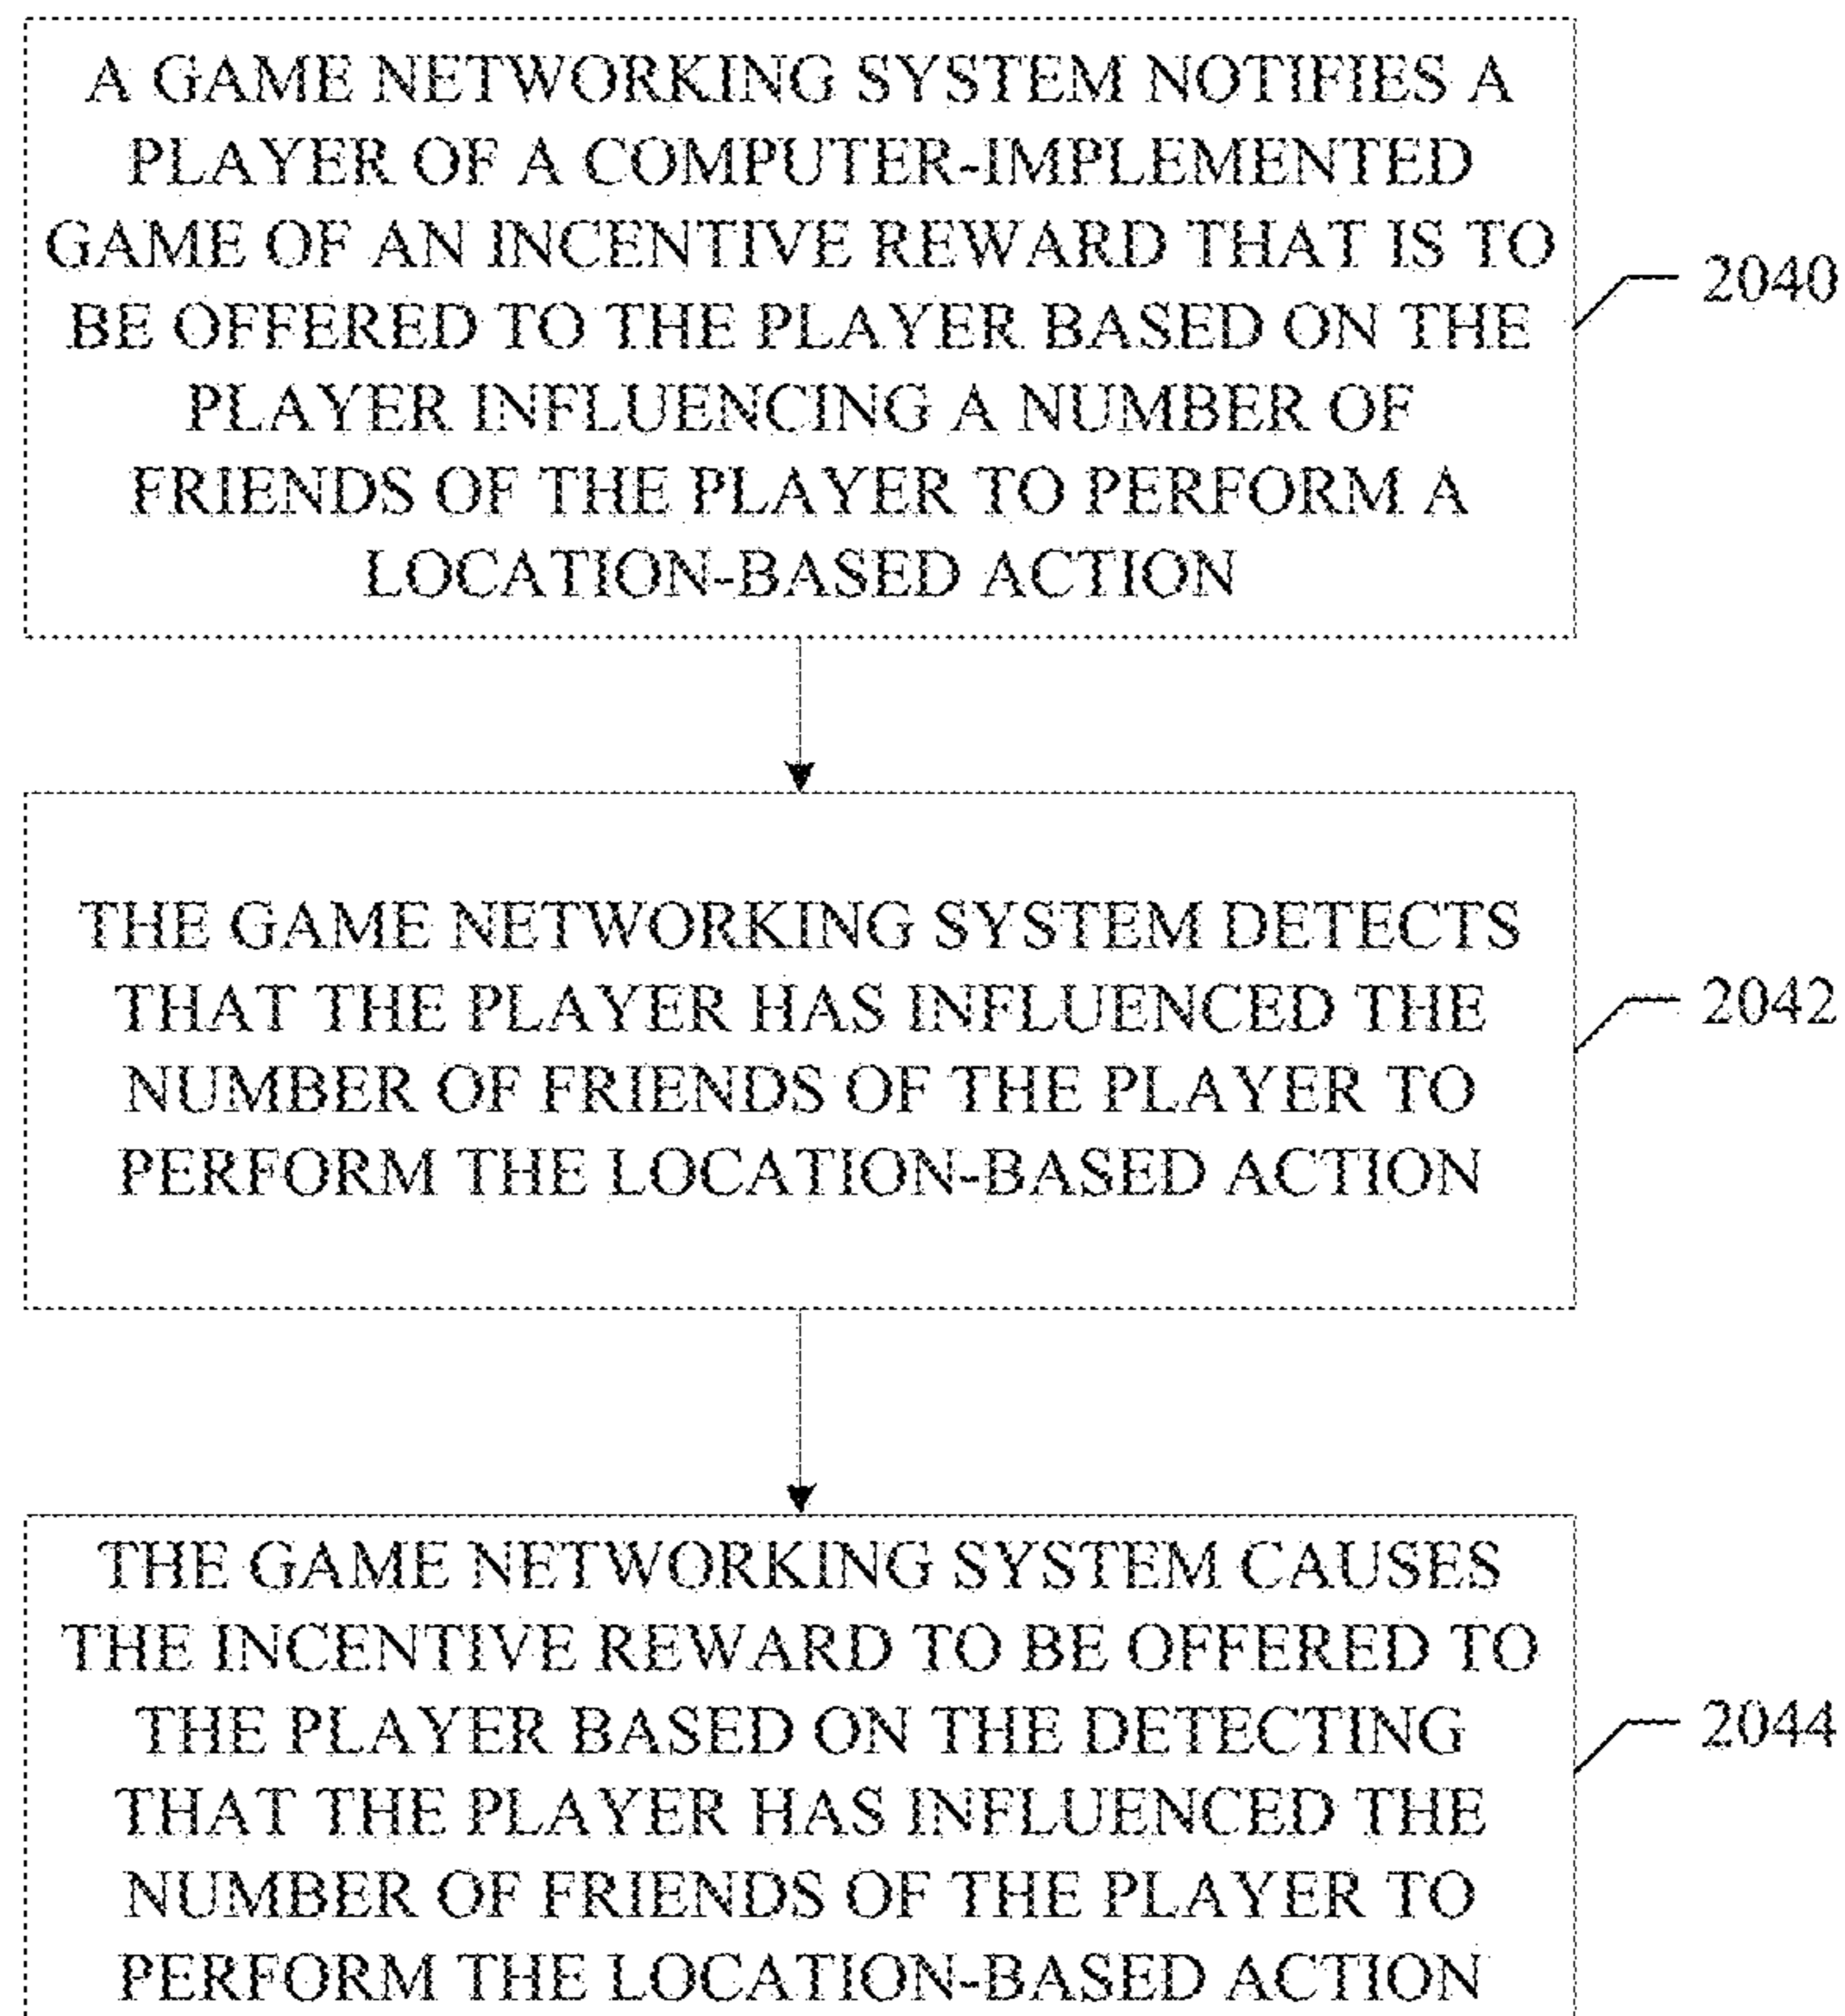 A GAME NETWORKING SYSTEM NOTIFIES A
PLAYER OF A COMPUTER-IMPLEMENTED
GAME OF AN INCENTIVE REWARD THAT IS TO
BE OFFERED TO THE PLAYER BASED ON THE
PLAYER INFLUENCING A NUMBER OF
FRIENDS OF THE PLAYER TO PERFORM A
LOCATION-BASED ACTION
2040
THE GAME NETWORKING SYSTEM DETECTS
THAT THE PLAYER HAS INFLUENCED THE
NUMBER OF FRIENDS OF THE PLAYER TO
PERFORM THE LOCATION-BASED ACTION
2042
THE GAME NETWORKING SYSTEM CAUSES
THE INCENTIVE REWARD TO BE OFFERED TO
THE PLAYER BASED ON THE DETECTING
THAT THE PLAYER HAS INFLUENCED THE
NUMBER OF FRIENDS OF THE PLAYER TO
PERFORM THE LOCATION-BASED ACTION
2044